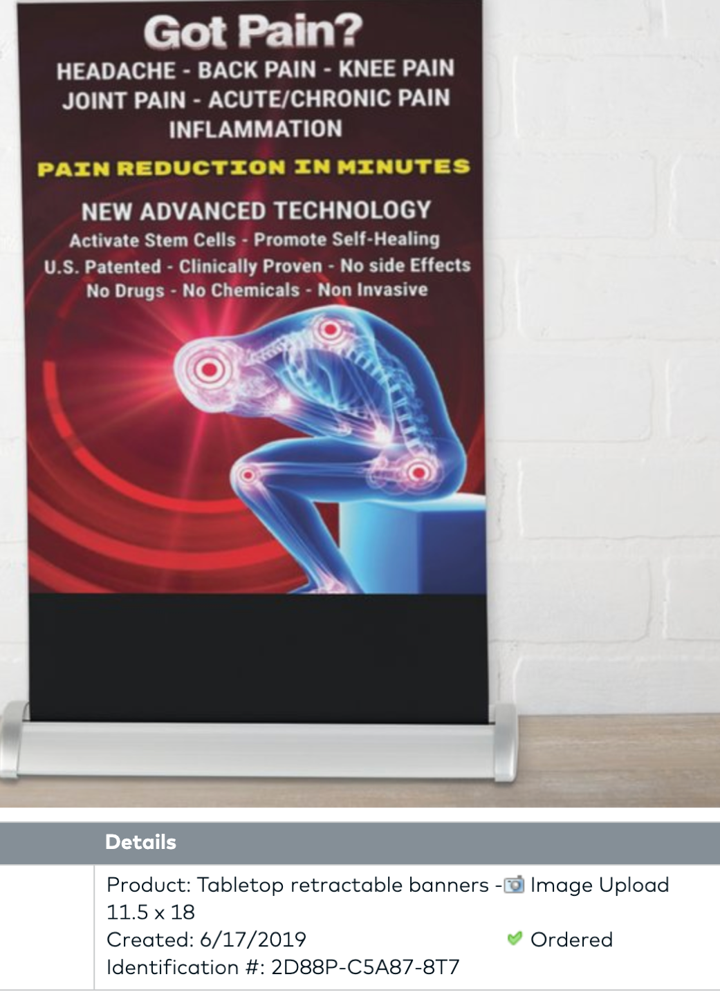 Got Pain?
HEADACHE - BACK PAIN - KNEE PAIN
JOINT PAIN - ACUTE/CHRONIC PAIN
INFLAMMATION
PAIN REDUCTION IN MINUTES
NEW ADVANCED TECHNOLOGY
Activate Stem Cells - Promote Self-Healing
U.S. Patented - Clinically Proven - No side Effects
No Drugs - No Chemicals - Non Invasive
Details
Product: Tabletop retractable banners - Image Upload
11.5 x 18
Created: 6/17/2019 Ordered
Identification #: 2D88P-C5A87-8T7